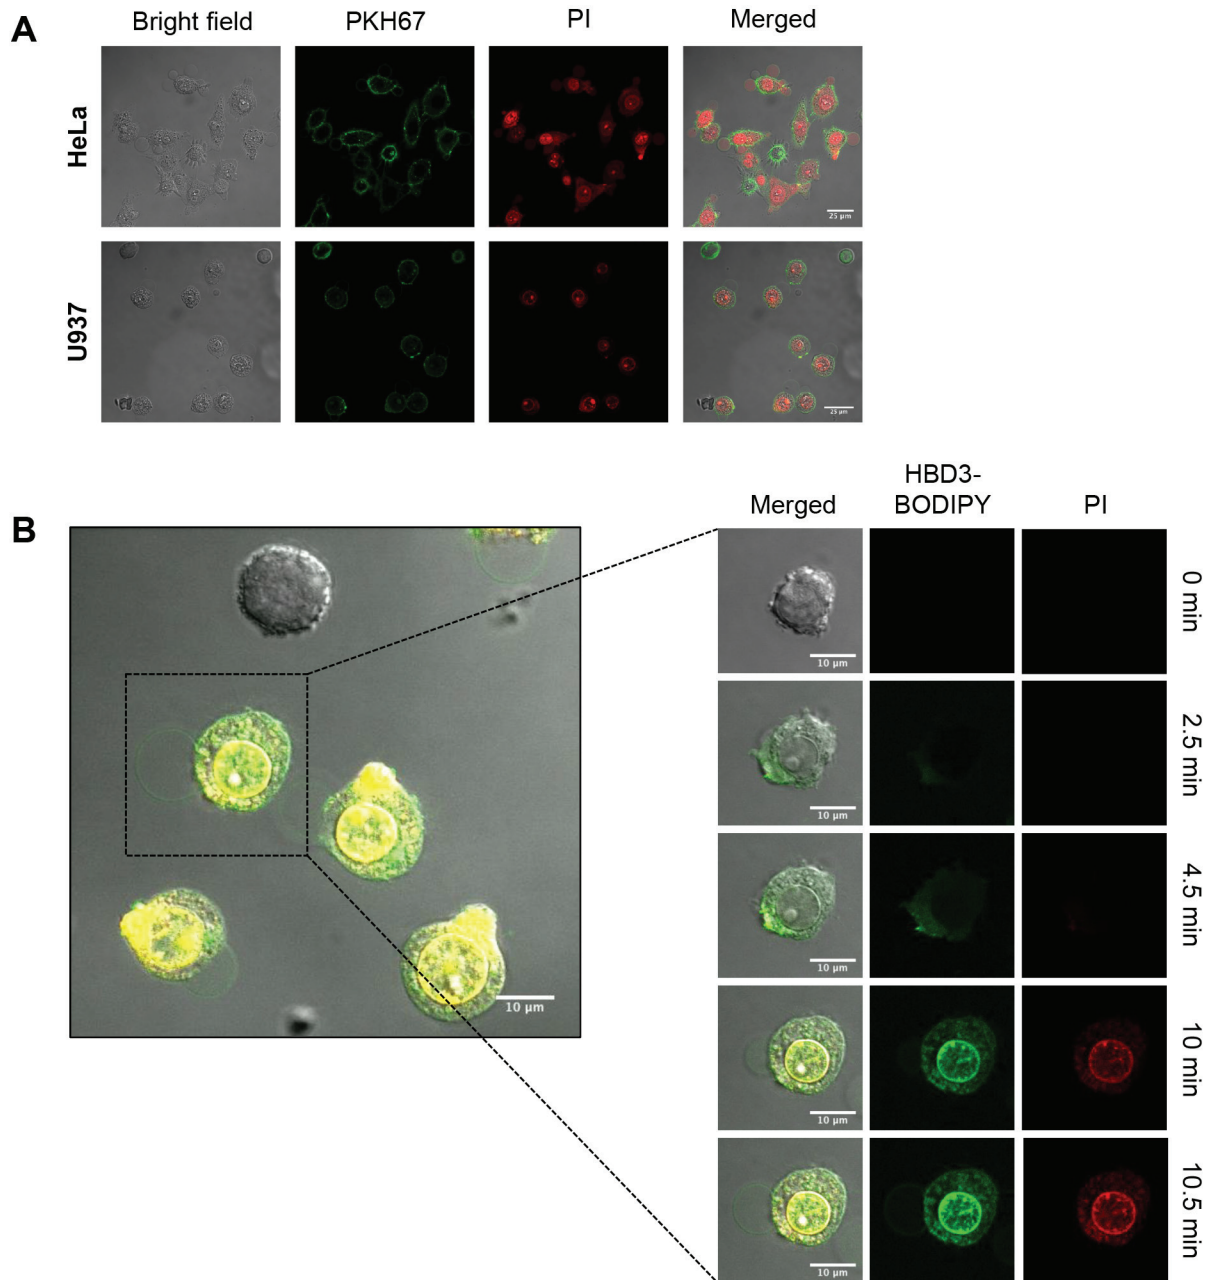 A
Bright field
PKH67
PI
Merged
HeLa
25 µm
U937
25 µm
B
10 µm
Merged
HBD3-
BODIPY
PI
10 µm
0 min
10 µm
2.5 min
10 µm
4.5 min
10 µm
10 min
10 µm
10.5 min